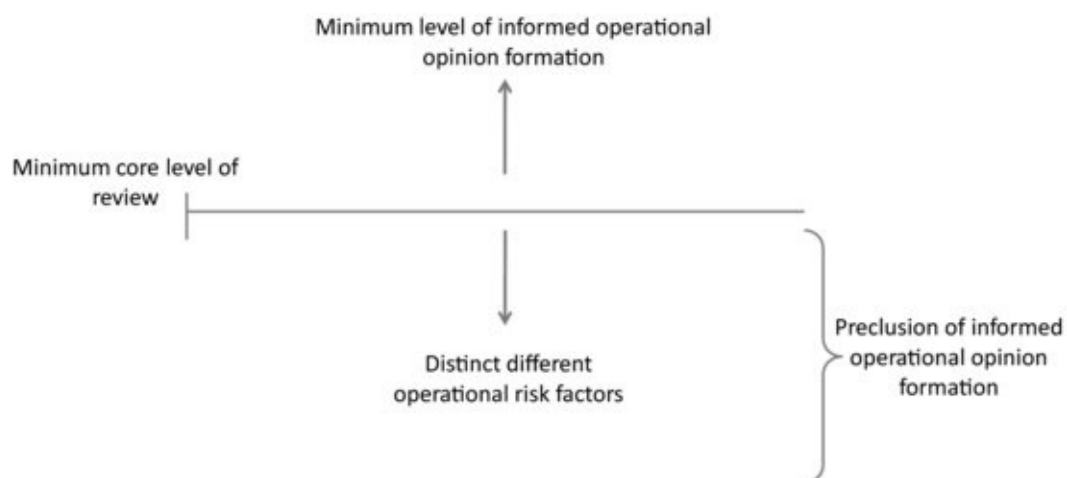 Minimum level of informed operational
opinion formation
Minimum core level of
review
Distinct different
operational risk factors
Preclusion of informed
operational opinion
formation